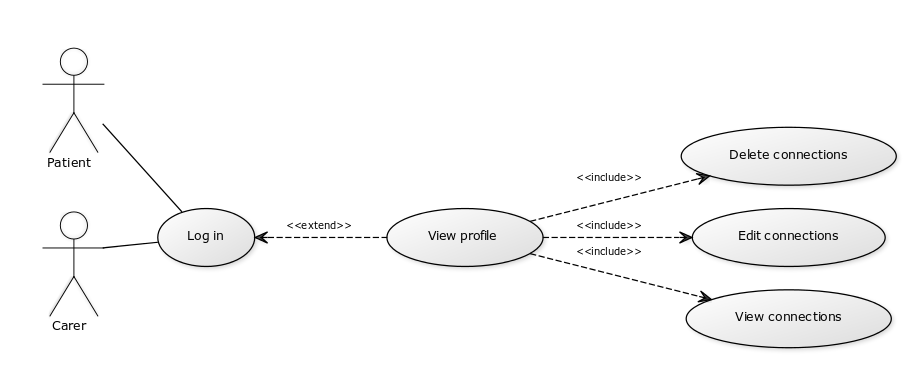 Patient
Carer
Log in
<<extend>>
View profile
<<include>>
<<include>>
<<include>>
Delete connections
Edit connections
View connections